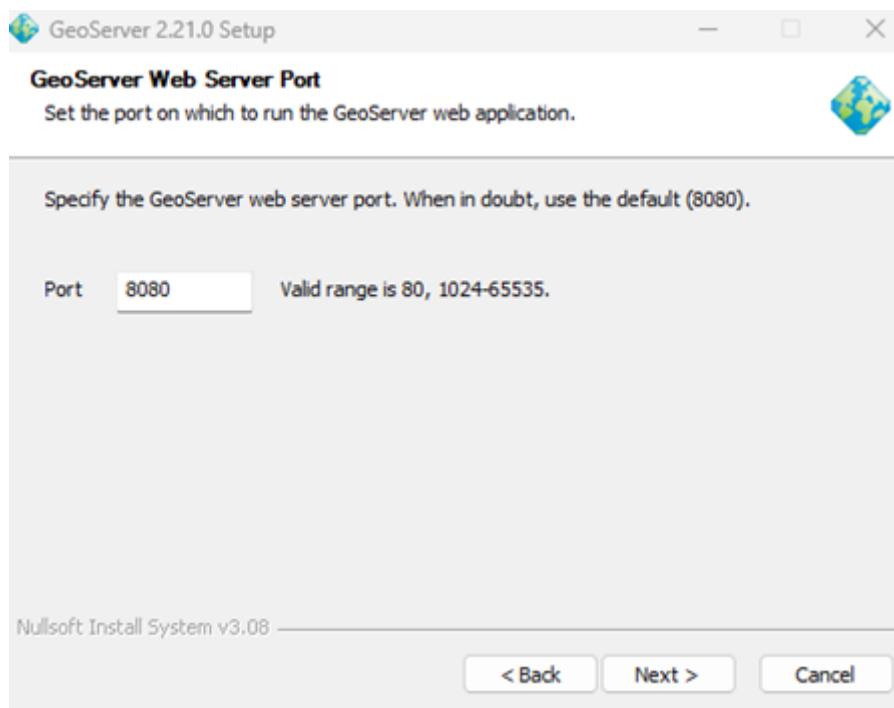 GeoServer 2.21.0 Setup
GeoServer Web Server Port
Set the port on which to run the GeoServer web application.
Specify the GeoServer web server port. When in doubt, use the default (8080).
Port 8080 Valid range is 80, 1024-65535.
Nullsoft Install System v3.08
< Back Next > Cancel